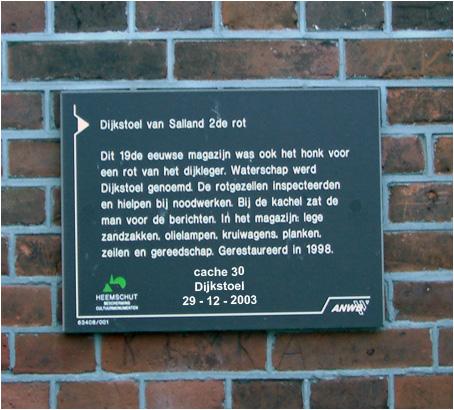 Dijkstoel van Salland 2de rot
Dit 19de eeuwse magazijn was ook het honk voor
een rot van het dijkleger. Waterschap werd
Dijkstoel genoemd. De rotgezellen inspecteerden
en hielpen bij noodwerken. Bij de kachel zat de
man voor de berichten. In het magazijn: lege
zandzakken, olielampen, kruiwagens, planken,
zeilen en gereedschap. Gerestaureerd in 1998.
cache 30
Dijkstoel
29 - 12 - 2003
HEEMSCHUT
BESCHERMING
CULTUURMONUMENTEN
ANWB
63408/001